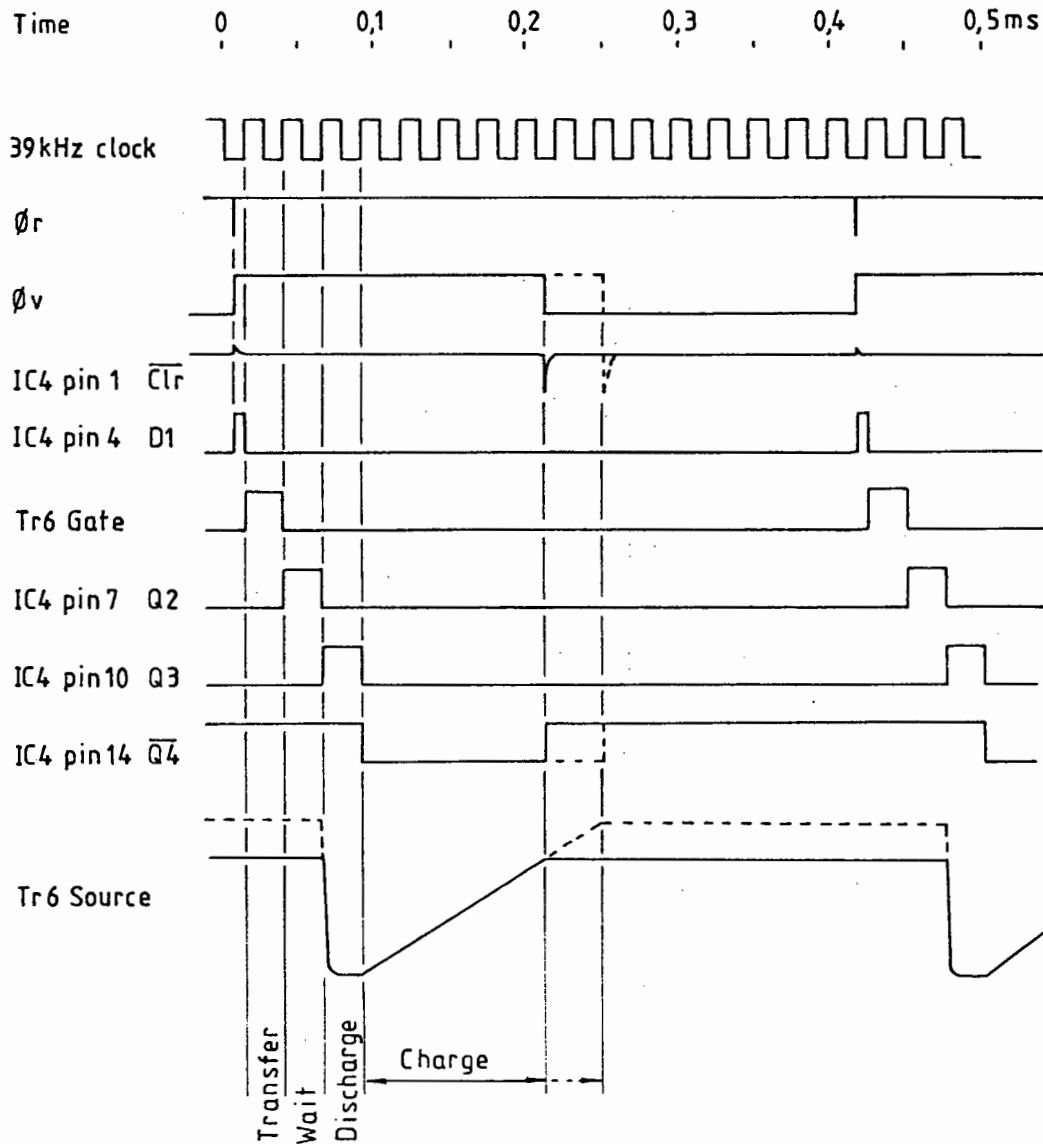 Time 0 0,1 0,2 0,3 0,4 0,5ms
39kHz clock
Ør
Øv
IC4 pin 1 Clr
IC4 pin 4 D1
Tr6 Gate
IC4 pin 7 Q2
IC4 pin 10 Q3
IC4 pin 14 Q4
Tr6 Source
Transfer
Wait
Discharge
Charge